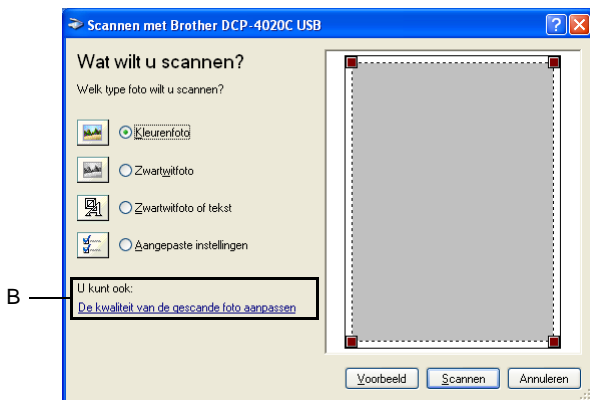 Scannen met Brother DCP-4020C USB
Wat wilt u scannen?
Welk type foto wilt u scannen?
Kleurenfoto
Zwartwitfoto
Zwartwitfoto of tekst
Aangepaste instellingen
B
U kunt ook:
De kwaliteit van de gescande foto aanpassen
Voorbeeld Scannen Annuleren